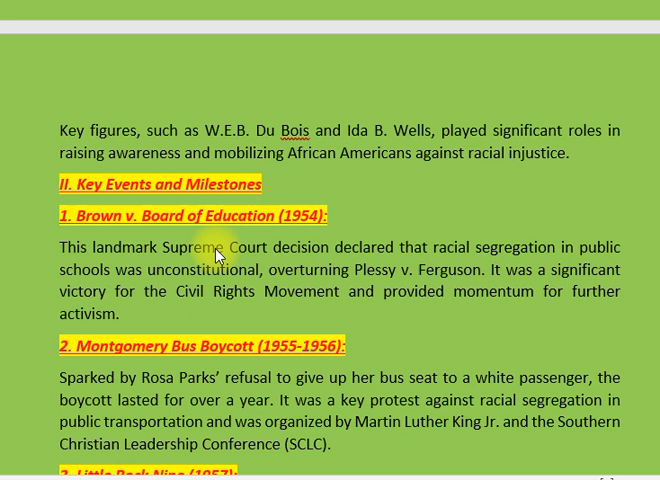 Key figures, such as W.E.B. Du Bois and Ida B. Wells, played significant roles in
raising awareness and mobilizing African Americans against racial injustice.
II. Key Events and Milestones
1. Brown v. Board of Education (1954):
This landmark Supreme Court decision declared that racial segregation in public
schools was unconstitutional, overturning Plessy v. Ferguson. It was a significant
victory for the Civil Rights Movement and provided momentum for further
activism.
2. Montgomery Bus Boycott (1955-1956):
Sparked by Rosa Parks’ refusal to give up her bus seat to a white passenger, the
boycott lasted for over a year. It was a key protest against racial segregation in
public transportation and was organized by Martin Luther King Jr. and the Southern
Christian Leadership Conference (SCLC).
3. Little Rock Nine (1957):